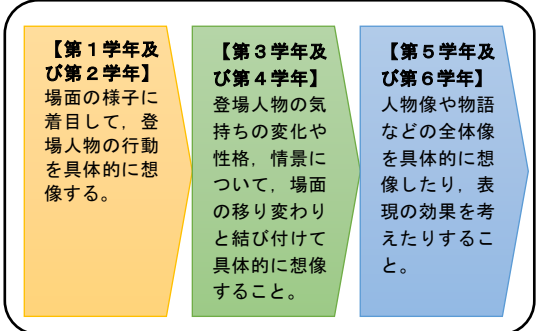 【第１学年及
び第２学年】
場面の様子に
着目して，登
場人物の行動
を具体的に想
像する。
【第３学年及
び第４学年】
登場人物の気
持ちの変化や
性格，情景に
ついて，場面
の移り変わり
と結び付けて
具体的に想像
すること。
【第５学年及
び第６学年】
人物像や物語
などの全体像
を具体的に想
像したり，表
現の効果を考
えたりするこ
と。